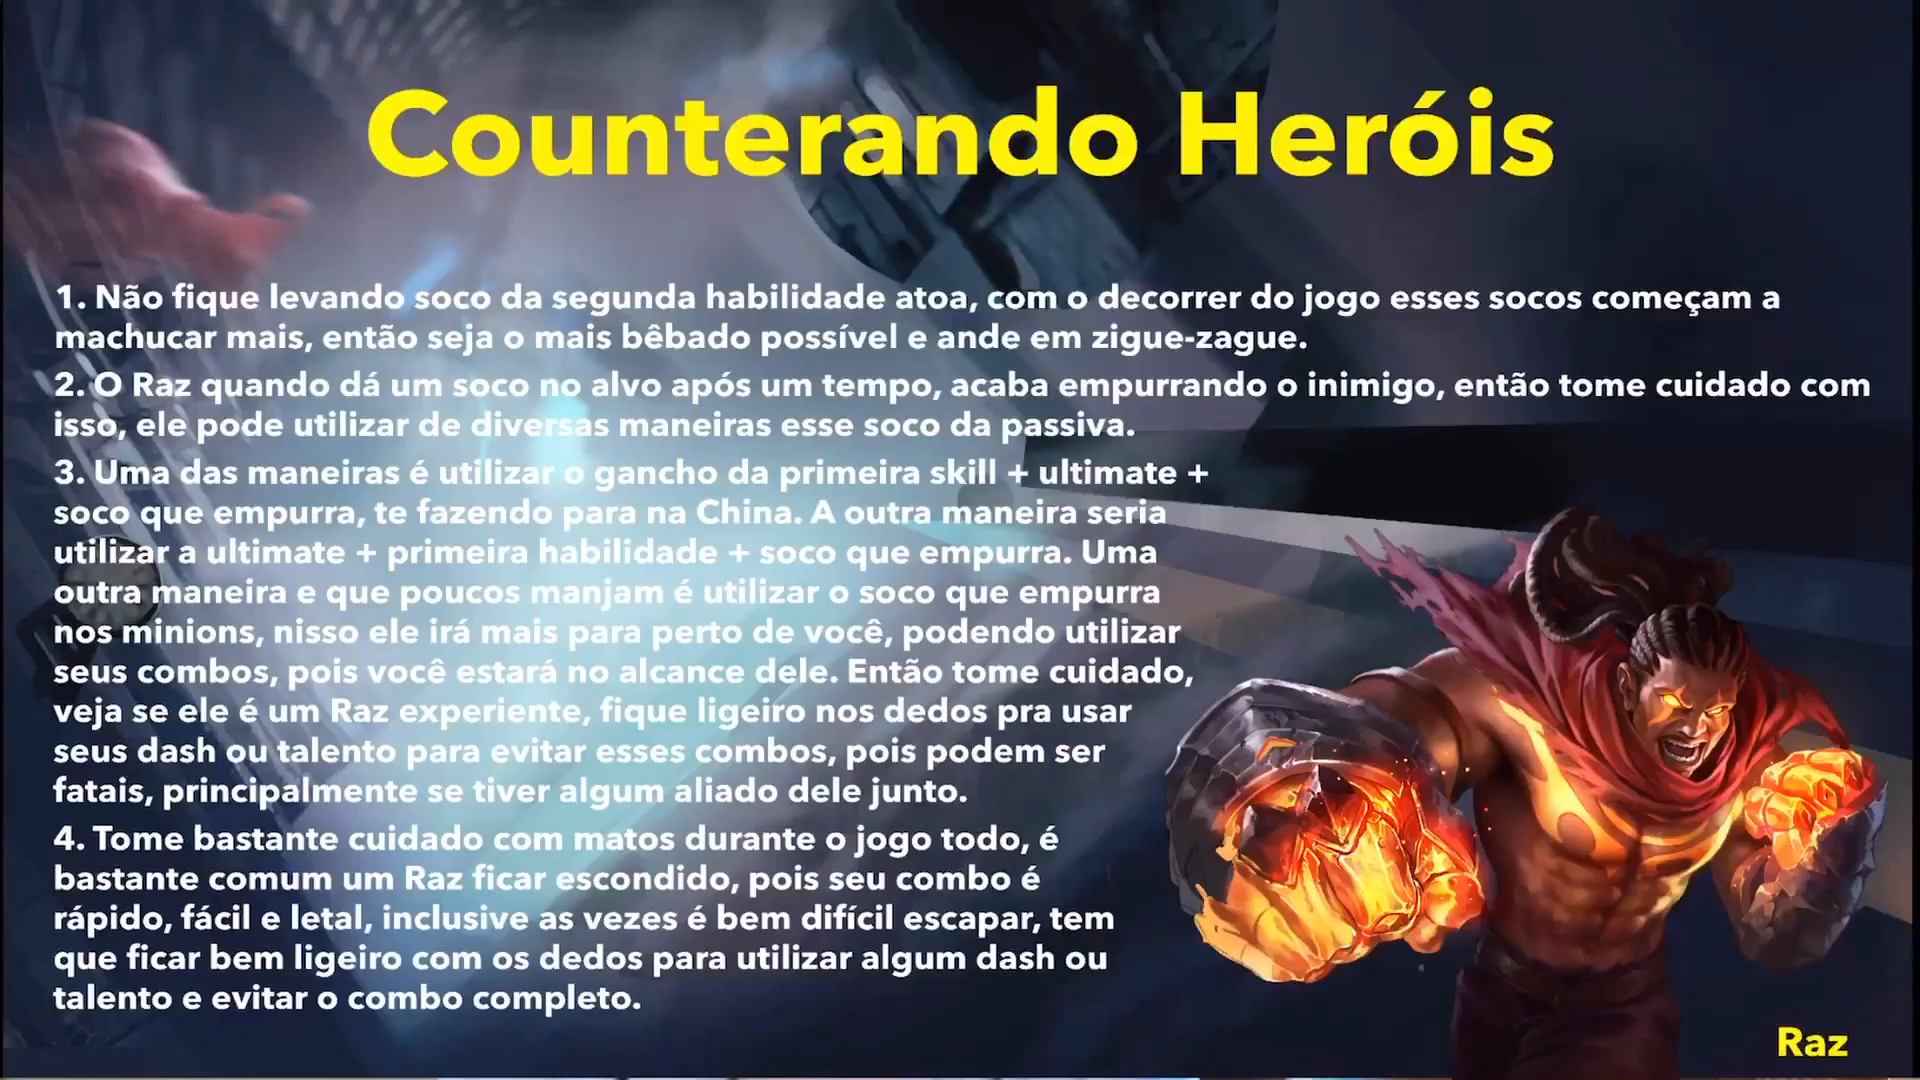 Counterando Heróis
1. Não fique levando soco da segunda habilidade atoa, com o decorrer do jogo esses socos começam a
machucar mais, então seja o mais bêbado possível e ande em zigue-zague.
2. O Raz quando dá um soco no alvo após um tempo, acaba empurrando o inimigo, então tome cuidado com
isso, ele pode utilizar de diversas maneiras esse soco da passiva.
3. Uma das maneiras é utilizar o gancho da primeira skill + ultimate +
soco que empurra, te fazendo para na China. A outra maneira seria
utilizar a ultimate + primeira habilidade + soco que empurra. Uma
outra maneira e que poucos manjam é utilizar o soco que empurra
nos minions, nisso ele irá mais para perto de você, podendo utilizar
seus combos, pois você estará no alcance dele. Então tome cuidado,
veja se ele é um Raz experiente, fique ligeiro nos dedos pra usar
seus dash ou talento para evitar esses combos, pois podem ser
fatais, principalmente se tiver algum aliado dele junto.
4. Tome bastante cuidado com matos durante o jogo todo, é
bastante comum um Raz ficar escondido, pois seu combo é
rápido, fácil e letal, inclusive as vezes é bem difícil escapar, tem
que ficar bem ligeiro com os dedos para utilizar algum dash ou
talento e evitar o combo completo.
Raz